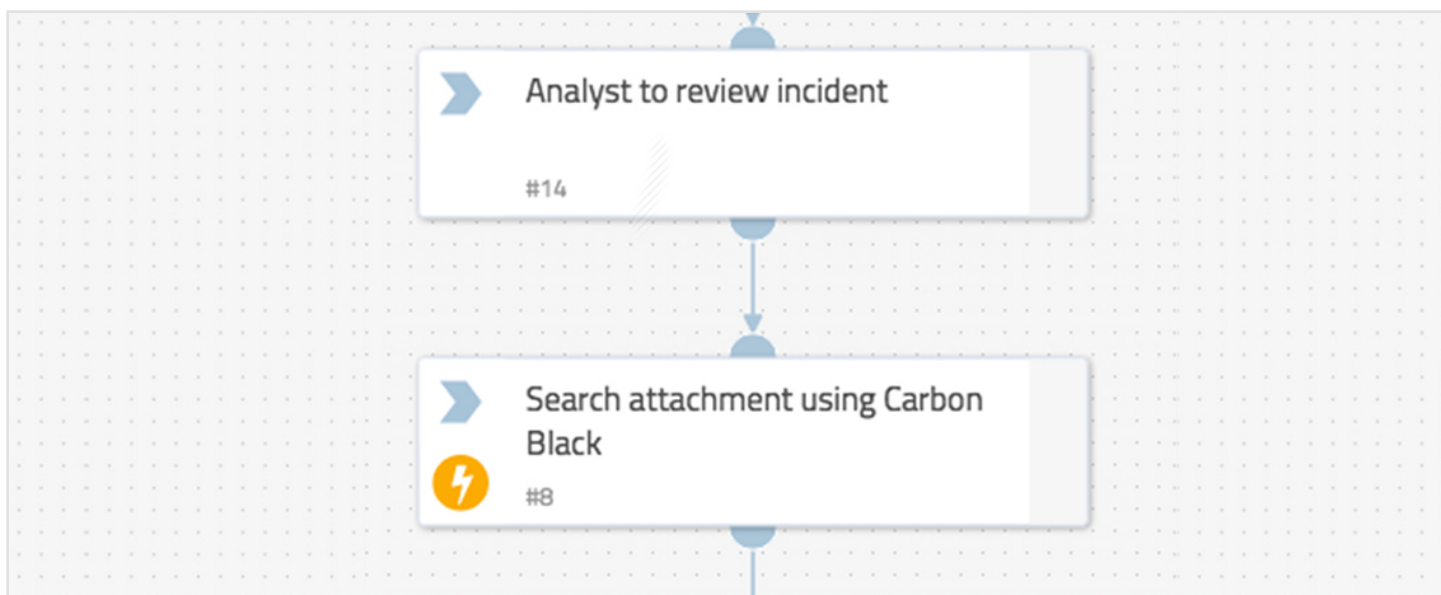 Analyst to review incident
#14
Search attachment using Carbon
Black
#8